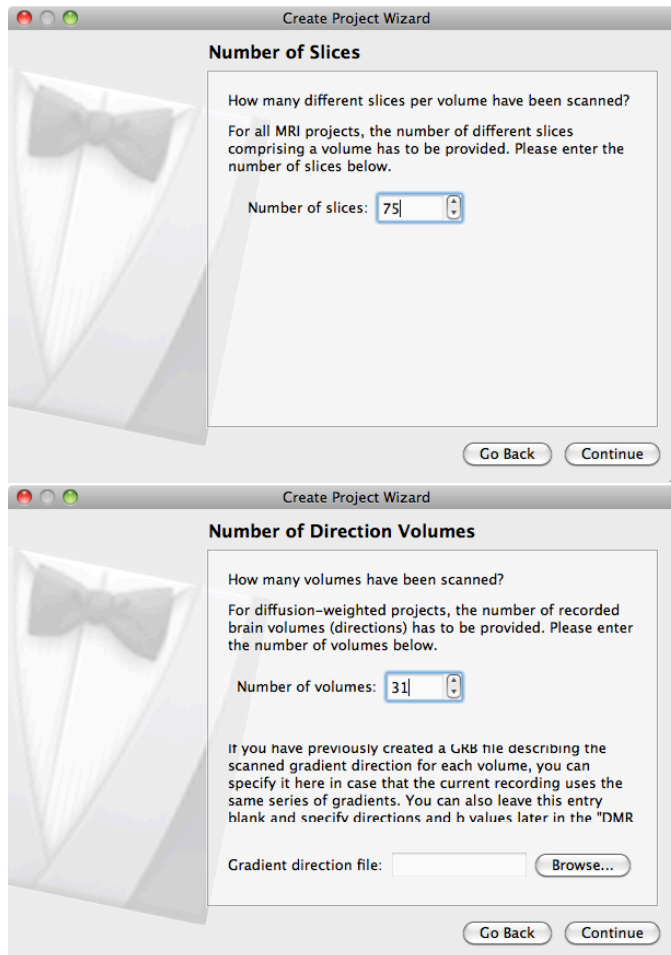 Create Project Wizard
Number of Slices
How many different slices per volume have been scanned?
For all MRI projects, the number of different slices
comprising a volume has to be provided. Please enter the
number of slices below.
Number of slices: 75
Go Back Continue
Create Project Wizard
Number of Direction Volumes
How many volumes have been scanned?
For diffusion-weighted projects, the number of recorded
brain volumes (directions) has to be provided. Please enter
the number of volumes below.
Number of volumes: 31
If you have previously created a GRB file describing the
scanned gradient direction for each volume, you can
specify it here in case that the current recording uses the
same series of gradients. You can also leave this entry
blank and specify directions and b values later in the "DMR
Gradient direction file: Browse...
Go Back Continue